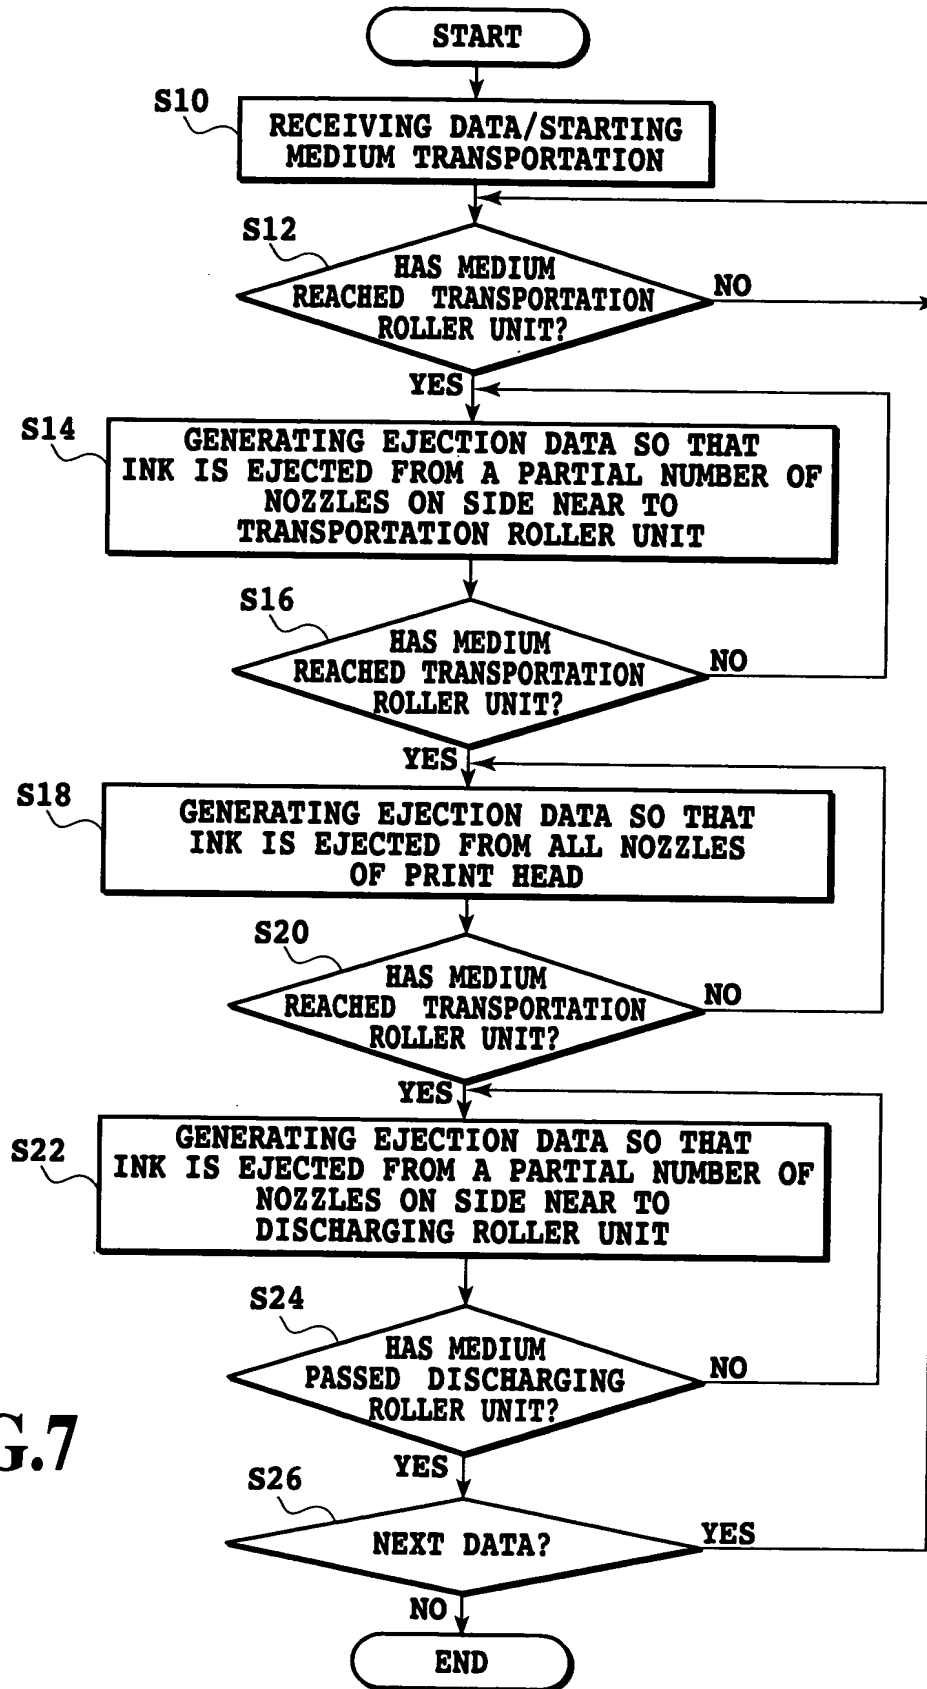 START
S10
RECEIVING DATA/STARTING
MEDIUM TRANSPORTATION
S12
HAS MEDIUM
REACHED TRANSPORTATION
ROLLER UNIT?
NO
YES
S14
GENERATING EJECTION DATA SO THAT
INK IS EJECTED FROM A PARTIAL NUMBER OF
NOZZLES ON SIDE NEAR TO
TRANSPORTATION ROLLER UNIT
S16
HAS MEDIUM
REACHED TRANSPORTATION
ROLLER UNIT?
NO
YES
S18
GENERATING EJECTION DATA SO THAT
INK IS EJECTED FROM ALL NOZZLES
OF PRINT HEAD
S20
HAS MEDIUM
REACHED TRANSPORTATION
ROLLER UNIT?
NO
YES
S22
GENERATING EJECTION DATA SO THAT
INK IS EJECTED FROM A PARTIAL NUMBER OF
NOZZLES ON SIDE NEAR TO
DISCHARGING ROLLER UNIT
S24
HAS MEDIUM
PASSED DISCHARGING
ROLLER UNIT?
NO
YES
G.7
S26
NEXT DATA?
YES
NO
END